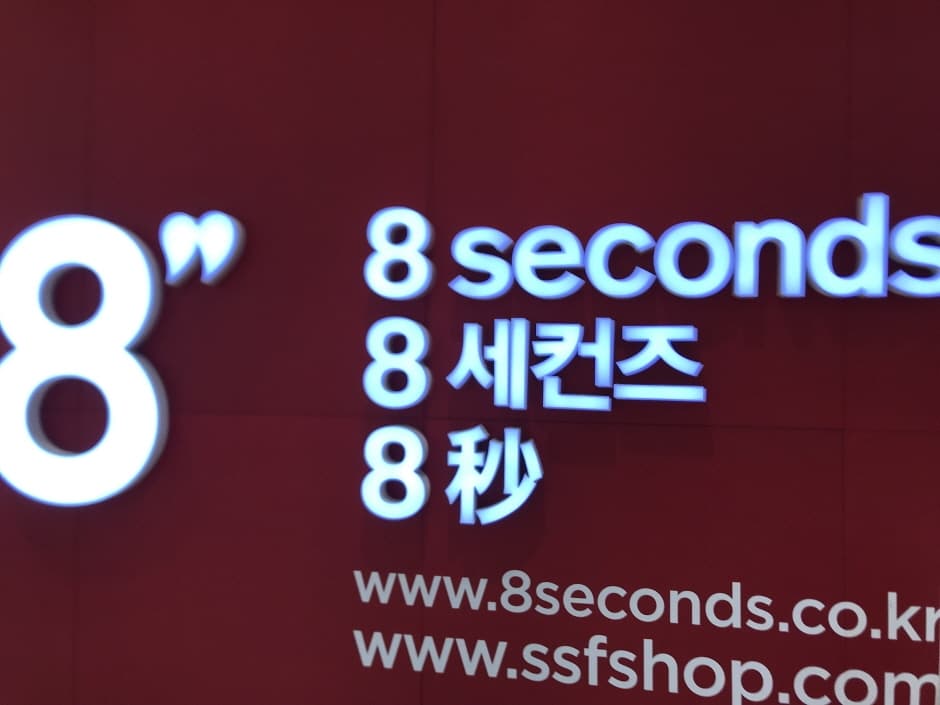 8”
8 seconds
8 세컨즈
8 秒
www.8seconds.co.kr
www.ssfshop.com